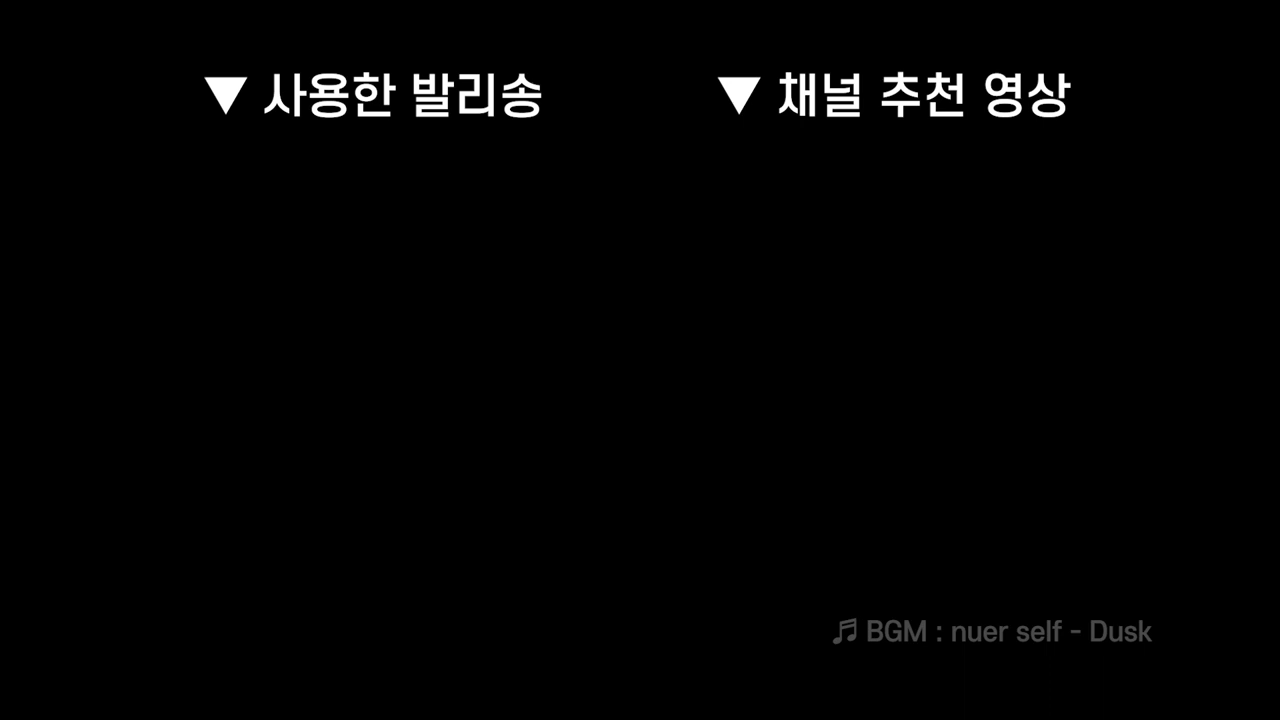 ▼ 사용한 발리송
▼ 채널 추천 영상
♫ BGM : nuer self - Dusk